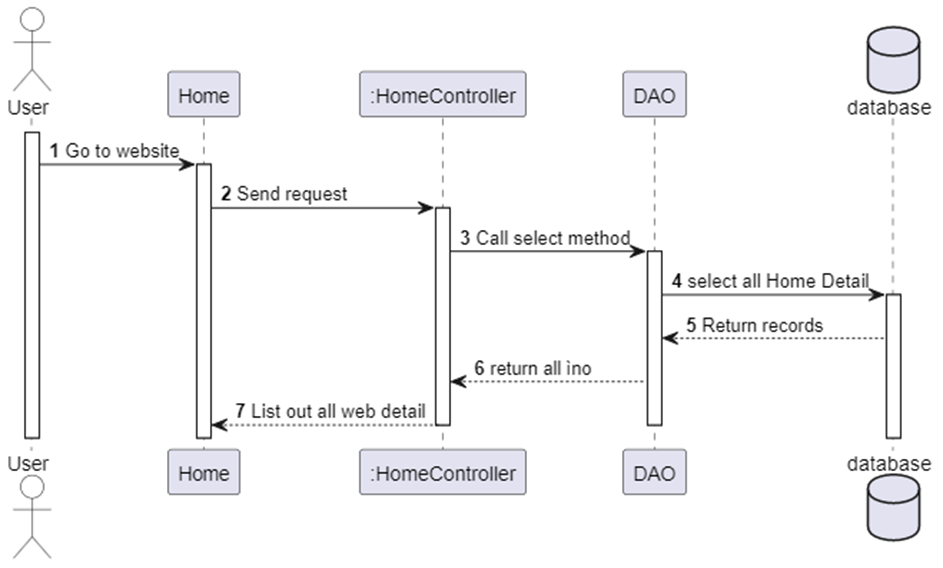 User
Home
:HomeController
DAO
database
1 Go to website
2 Send request
3 Call select method
4 select all Home Detail
5 Return records
6 return all ino
7 List out all web detail
User
Home
:HomeController
DAO
database